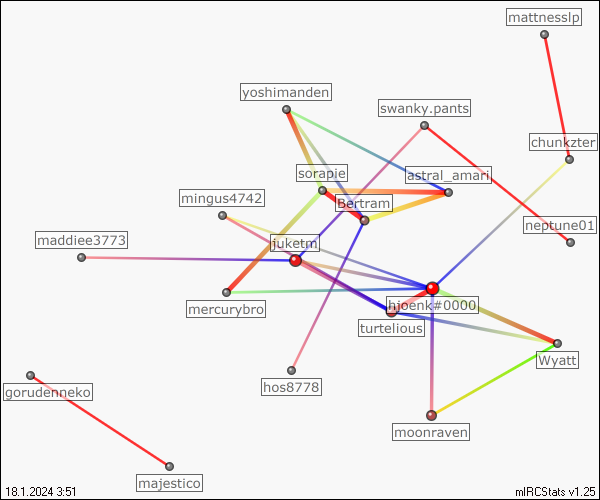 mattnesslp
yoshimanden
swanky.pants
chunkzter
sorapie
astral_amari
mingus4742
Bertram
neptune01
maddiee3773
juketm
mercurybro
hjoenk#0000
turtelious
Wyatt
gorudenneko
hos8778
moonraven
majestico
18.1.2024 3:51
mIRCStats v1.25